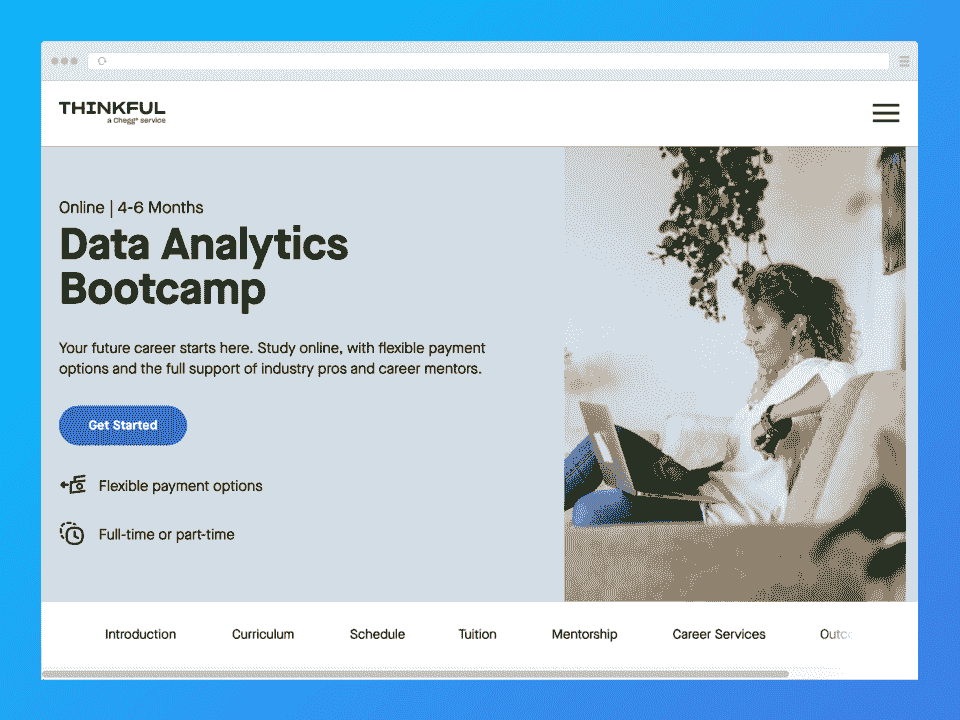 THINKFUL
a Chegg® service
Online | 4-6 Months
Data Analytics
Bootcamp
Your future career starts here. Study online, with flexible payment
options and the full support of industry pros and career mentors.
Get Started
Flexible payment options
Full-time or part-time
Introduction Curriculum Schedule Tuition Mentorship Career Services